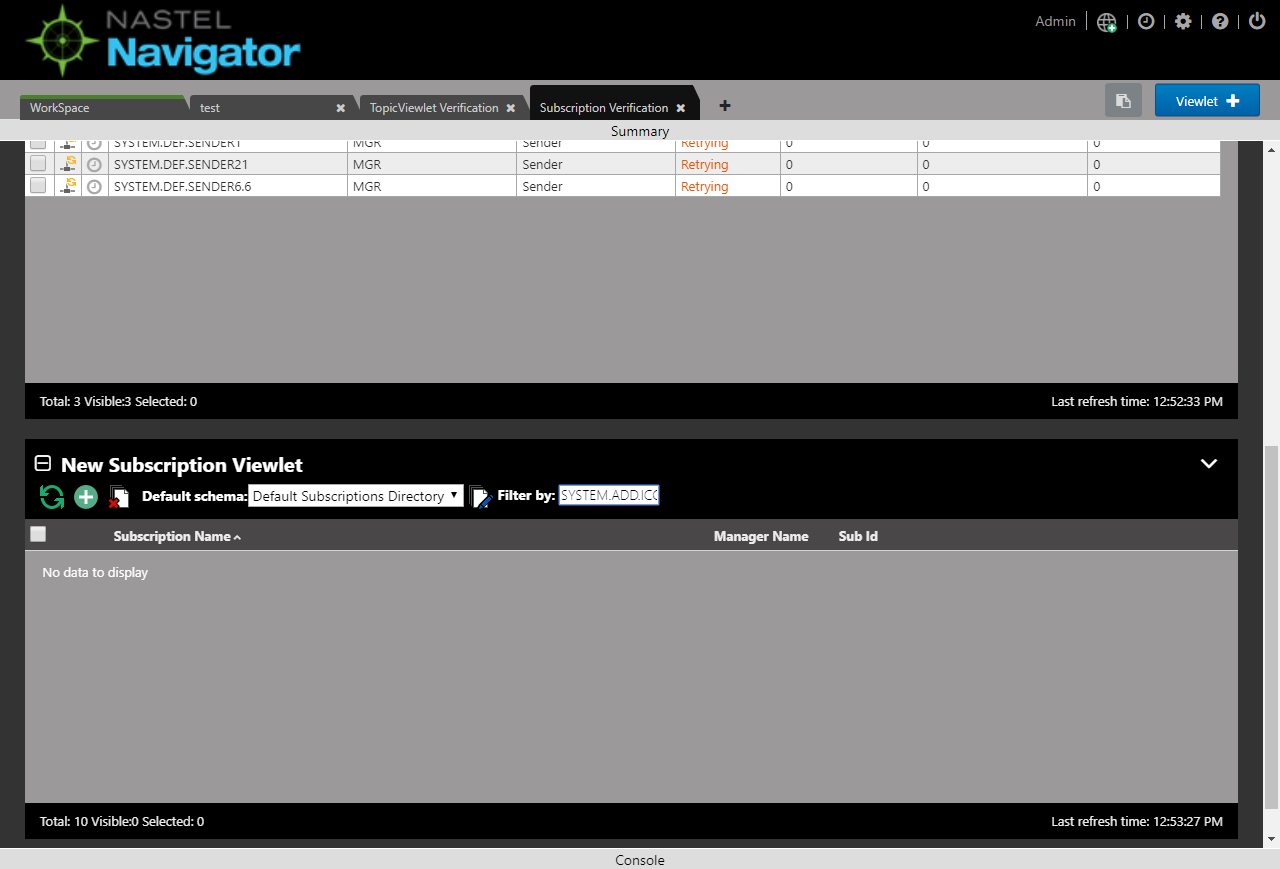 NASTEL
Navigator
Admin
WorkSpace test TopicViewlet Verification Subscription Verification Viewlet
Summary
SYSTEM.DEF.SENDER1 MGR Sender Retrying 0 0 0
SYSTEM.DEF.SENDER21 MGR Sender Retrying 0 0 0
SYSTEM.DEF.SENDER6.6 MGR Sender Retrying 0 0 0
Total: 3 Visible:3 Selected: 0 Last refresh time: 12:52:33 PM
New Subscription Viewlet
Default schema: Default Subscriptions Directory Filter by: SYSTEM.ADD.ICO
Subscription Name Manager Name Sub Id
No data to display
Total: 10 Visible:0 Selected: 0 Last refresh time: 12:53:27 PM
Console